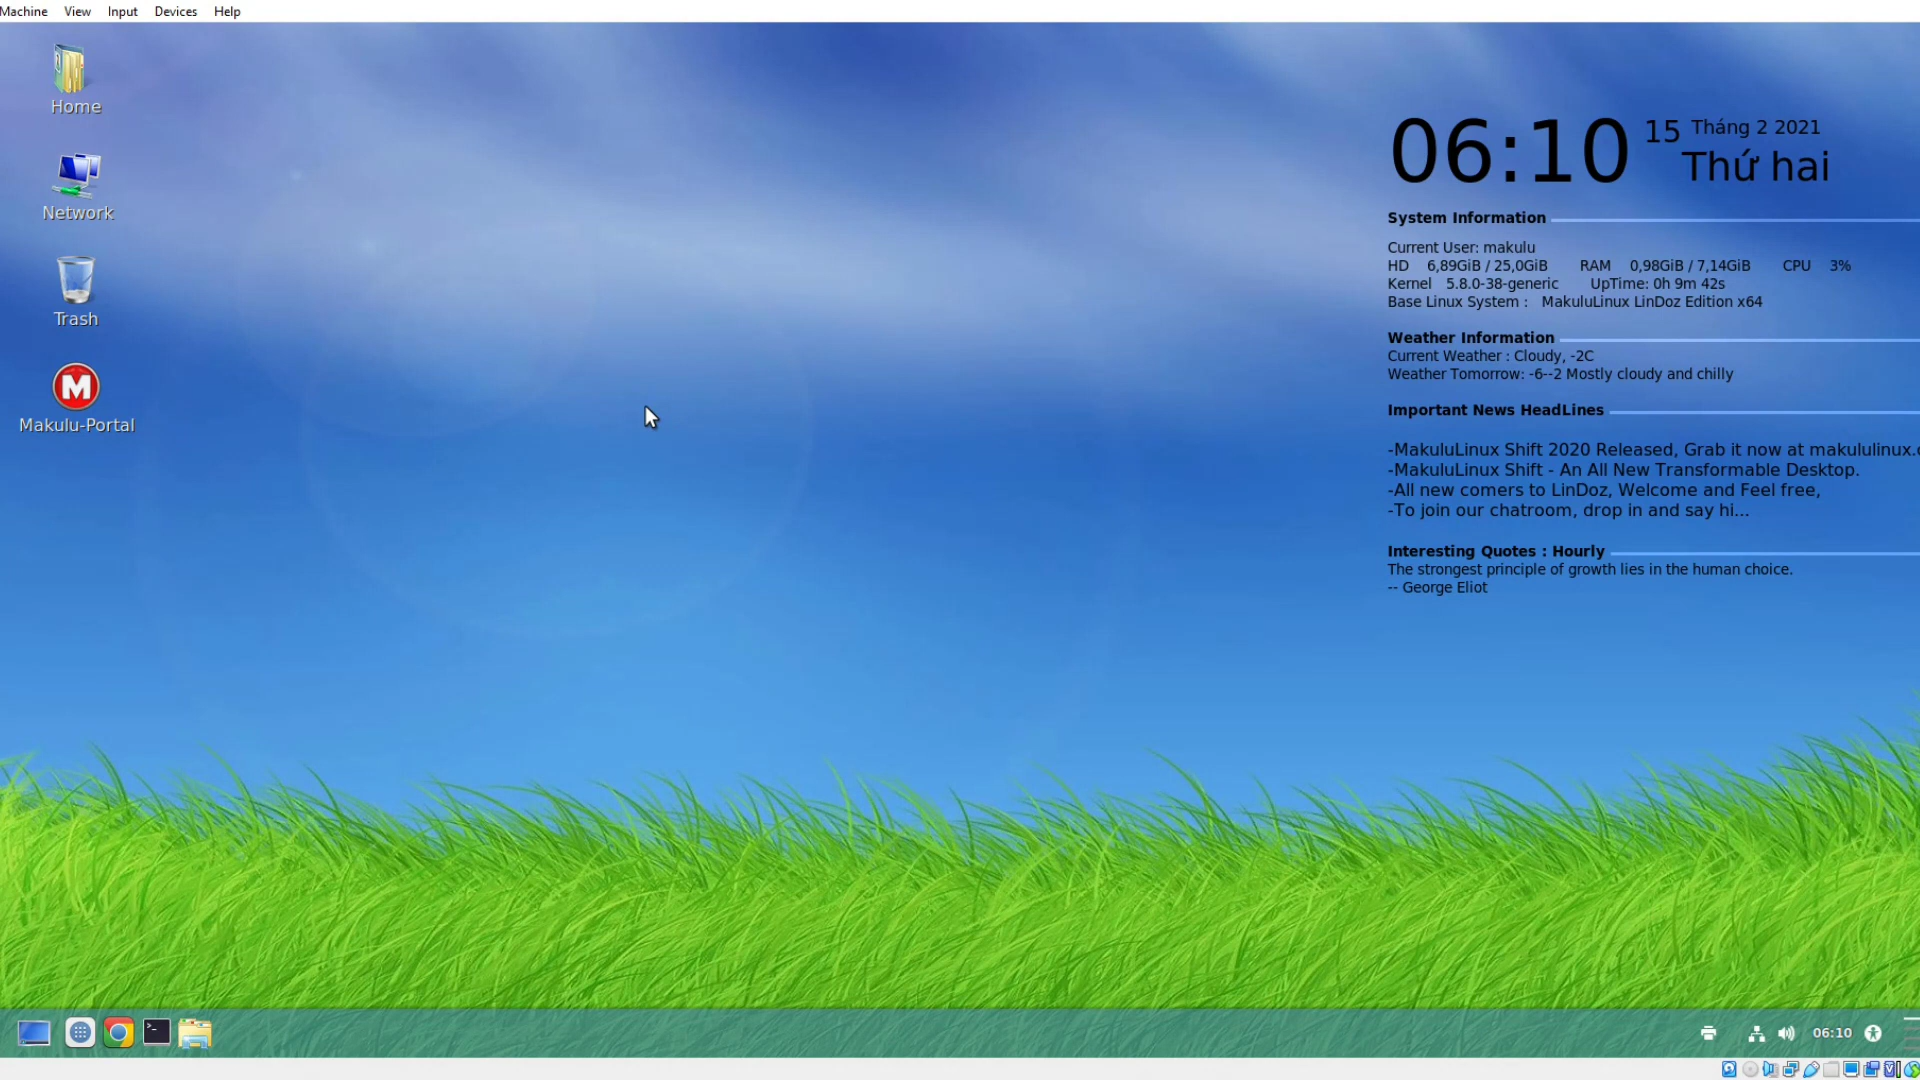 Machine View Input Devices Help
Home
Network
Trash
Makulu-Portal
06:10 15 Tháng 2 2021
Thứ hai
System Information
Current User: makulu
HD 6,89GiB / 25,0GiB RAM 0,98GiB / 7,14GiB CPU 3%
Kernel 5.8.0-38-generic UpTime: 0h 9m 42s
Base Linux System : MakuluLinux LinDoz Edition x64
Weather Information
Current Weather : Cloudy, -2C
Weather Tomorrow: -6--2 Mostly cloudy and chilly
Important News HeadLines
-MakuluLinux Shift 2020 Released, Grab it now at makululinux.c
-MakuluLinux Shift - An All New Transformable Desktop.
-All new comers to LinDoz, Welcome and Feel free,
-To join our chatroom, drop in and say hi...
Interesting Quotes : Hourly
The strongest principle of growth lies in the human choice.
-- George Eliot
06:10